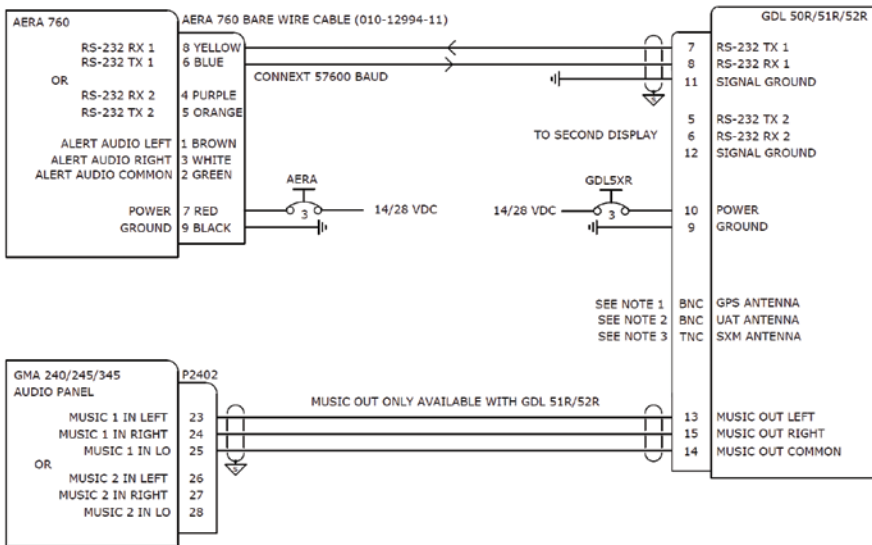 AERA 760
AERA 760 BARE WIRE CABLE (010-12994-11)
GDL 50R/51R/52R
RS-232 RX 1 8 YELLOW
RS-232 TX 1 6 BLUE
OR
RS-232 RX 2 4 PURPLE
RS-232 TX 2 5 ORANGE
ALERT AUDIO LEFT 1 BROWN
ALERT AUDIO RIGHT 3 WHITE
ALERT AUDIO COMMON 2 GREEN
POWER 7 RED
GROUND 9 BLACK
CONNEXT 57600 BAUD
AERA
3
14/28 VDC
7 RS-232 TX 1
8 RS-232 RX 1
11 SIGNAL GROUND
S
TO SECOND DISPLAY
5 RS-232 TX 2
6 RS-232 RX 2
12 SIGNAL GROUND
GDL5XR
14/28 VDC
3
10 POWER
9 GROUND
SEE NOTE 1 BNC GPS ANTENNA
SEE NOTE 2 BNC UAT ANTENNA
SEE NOTE 3 TNC SXM ANTENNA
GMA 240/245/345
AUDIO PANEL
P2402
MUSIC 1 IN LEFT 23
MUSIC 1 IN RIGHT 24
MUSIC 1 IN LO 25
OR
MUSIC 2 IN LEFT 26
MUSIC 2 IN RIGHT 27
MUSIC 2 IN LO 28
S
MUSIC OUT ONLY AVAILABLE WITH GDL 51R/52R
13 MUSIC OUT LEFT
15 MUSIC OUT RIGHT
14 MUSIC OUT COMMON